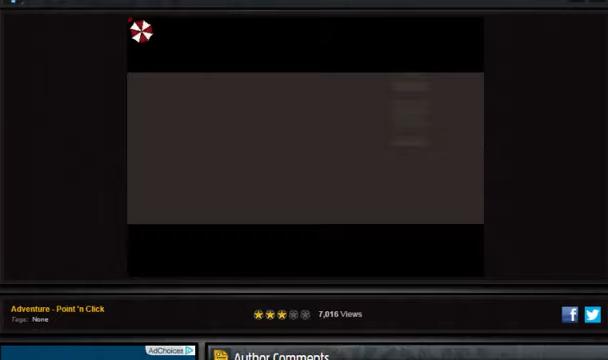 Adventure - Point 'n Click
Tags: None
7,016 Views
AdChoices
Author Comments